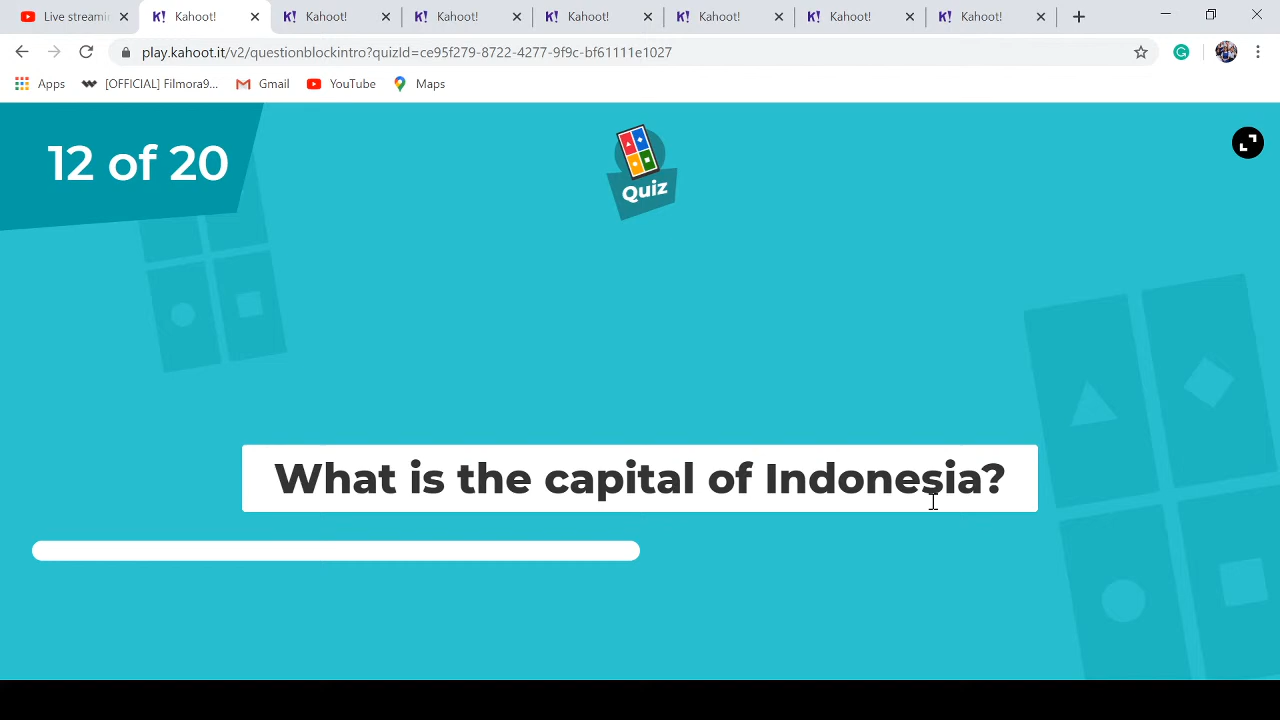 Live streami
Kahoot!
Kahoot!
Kahoot!
Kahoot!
Kahoot!
Kahoot!
Kahoot!
play.kahoot.it/v2/questionblockintro?quizId=ce95f279-8722-4277-9f9c-bf61111e1027
Apps
[OFFICIAL] Filmora9...
Gmail
YouTube
Maps
12 of 20
Quiz
What is the capital of Indonesia?